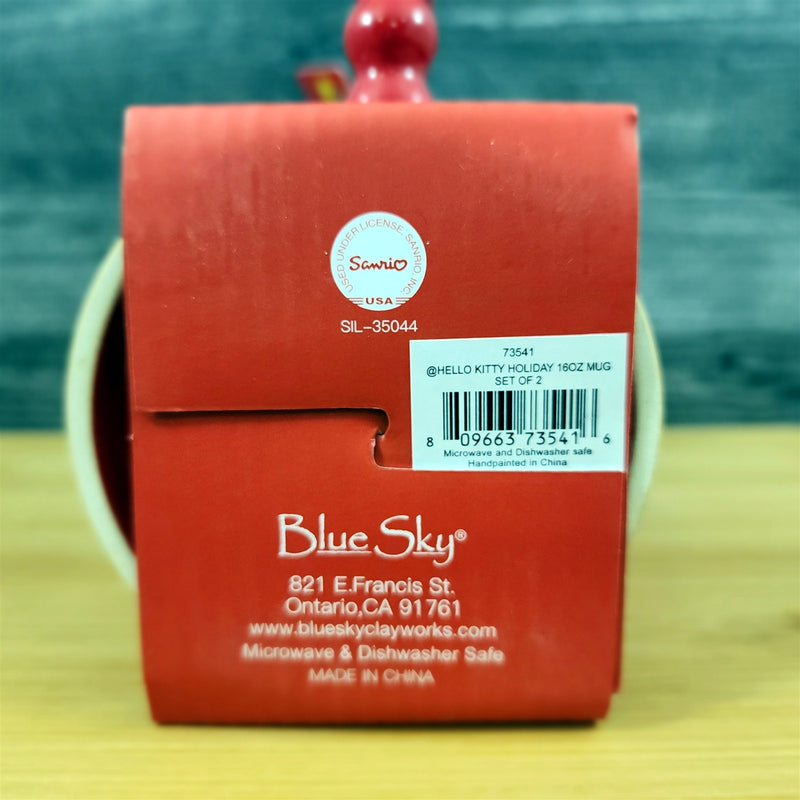 USED UNDER LICENSE, SANRIO, INC.
Sanrio
USA
SIL-35044
73541
@HELLO KITTY HOLIDAY 16OZ MUG
SET OF 2
8 09663 73541 6
Microwave and Dishwasher safe
Handpainted in China
Blue Sky®
821 E.Francis St.
Ontario,CA 91761
www.blueskyclayworks.com
Microwave & Dishwasher Safe
MADE IN CHINA